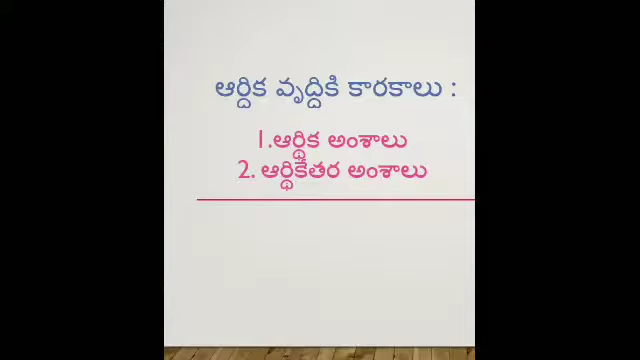 ఆర్దిక వృద్దికి కారకాలు :
1.ఆర్థిక అంశాలు
2. ఆర్థికేతర అంశాలు